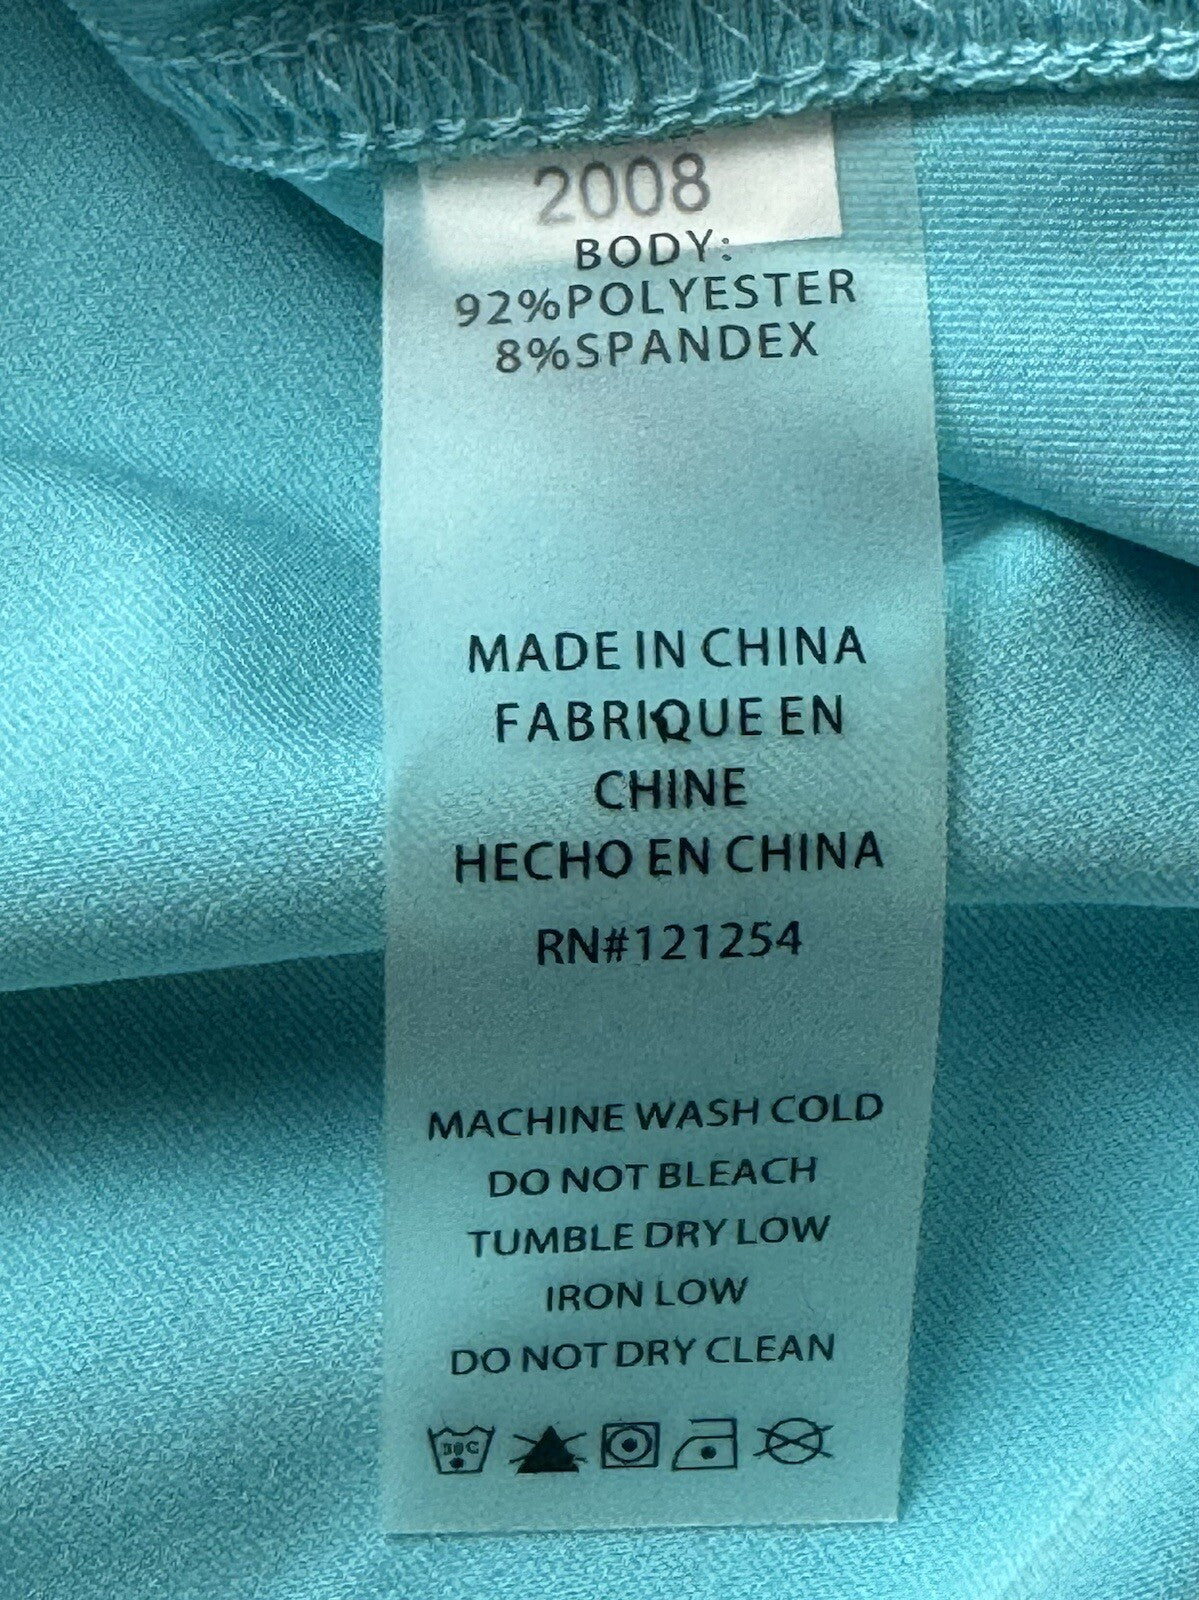 2008
BODY:
92%POLYESTER
8%SPANDEX
MADE IN CHINA
FABRIQUE EN
CHINE
HECHO EN CHINA
RN#121254
MACHINE WASH COLD
DO NOT BLEACH
TUMBLE DRY LOW
IRON LOW
DO NOT DRY CLEAN
30C